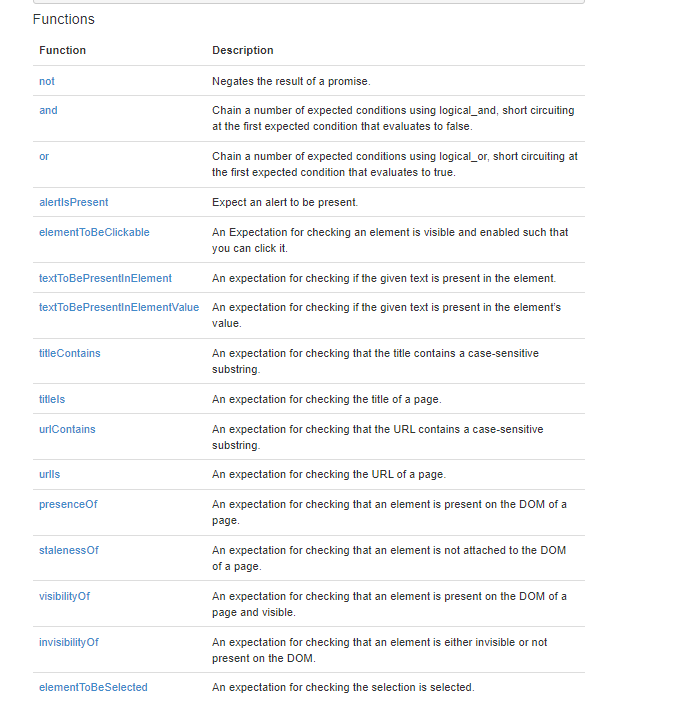 Functions
Function Description
not Negates the result of a promise.
and Chain a number of expected conditions using logical_and, short circuiting
at the first expected condition that evaluates to false.
or Chain a number of expected conditions using logical_or, short circuiting at
the first expected condition that evaluates to true.
alertIsPresent Expect an alert to be present.
elementToBeClickable An Expectation for checking an element is visible and enabled such that
you can click it.
textToBePresentInElement An expectation for checking if the given text is present in the element.
textToBePresentInElementValue An expectation for checking if the given text is present in the element's
value.
titleContains An expectation for checking that the title contains a case-sensitive
substring.
titleIs An expectation for checking the title of a page.
urlContains An expectation for checking that the URL contains a case-sensitive
substring.
urlIs An expectation for checking the URL of a page.
presenceOf An expectation for checking that an element is present on the DOM of a
page.
stalenessOf An expectation for checking that an element is not attached to the DOM
of a page.
visibilityOf An expectation for checking that an element is present on the DOM of a
page and visible.
invisibilityOf An expectation for checking that an element is either invisible or not
present on the DOM.
elementToBeSelected An expectation for checking the selection is selected.